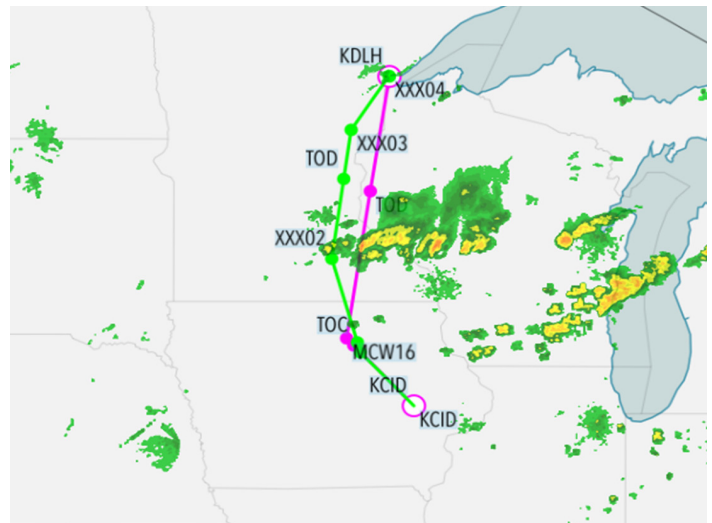 KDLH
XXX04
XXX03
TOD
TOD
XXX02
TOC
MCW16
KCID
KCID